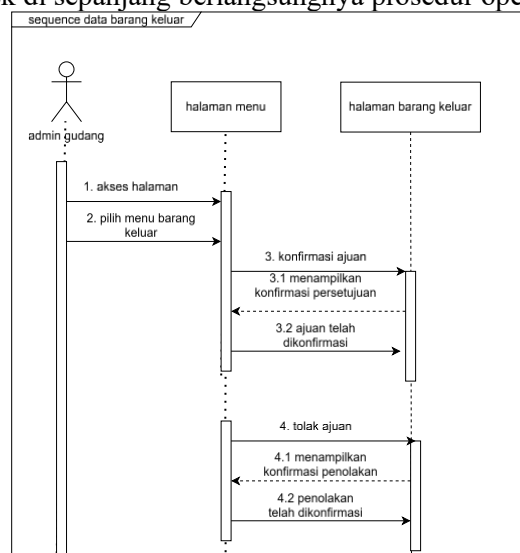 k di sepanjang berlangsungnya prosedur ope
sequence data barang keluar
halaman menu
halaman barang keluar
admin gudang
1. akses halaman
2. pilih menu barang
keluar
3. konfirmasi ajuan
3.1 menampilkan
konfirmasi persetujuan
3.2 ajuan telah
dikonfirmasi
4. tolak ajuan
4.1 menampilkan
konfirmasi penolakan
4.2 penolakan
telah dikonfirmasi